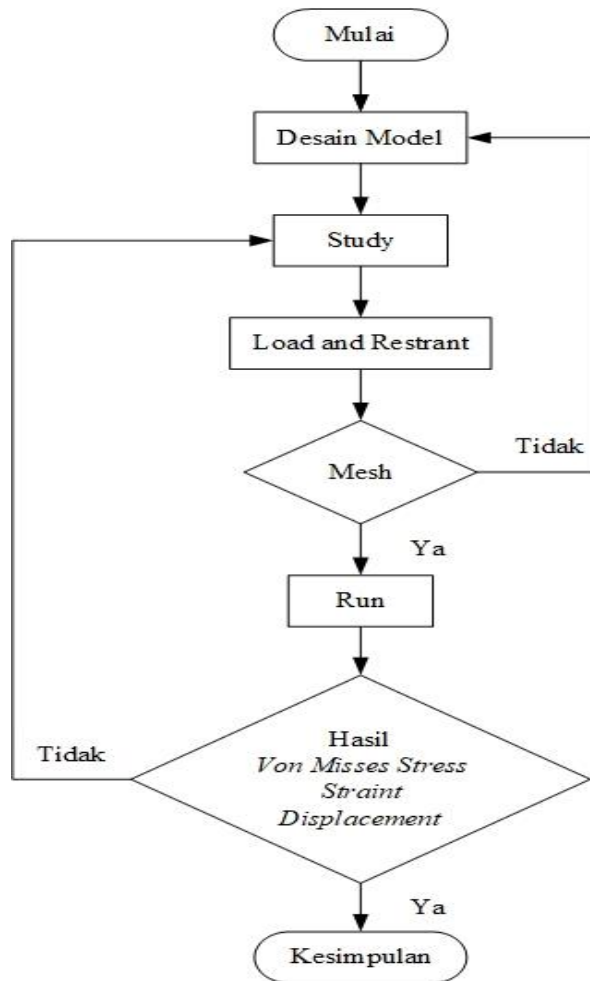 Mulai
Desain Model
Study
Load and Restrant
Mesh
Tidak
Ya
Run
Tidak
Hasil
Von Misses Stress
Straint
Displacement
Ya
Kesimpulan